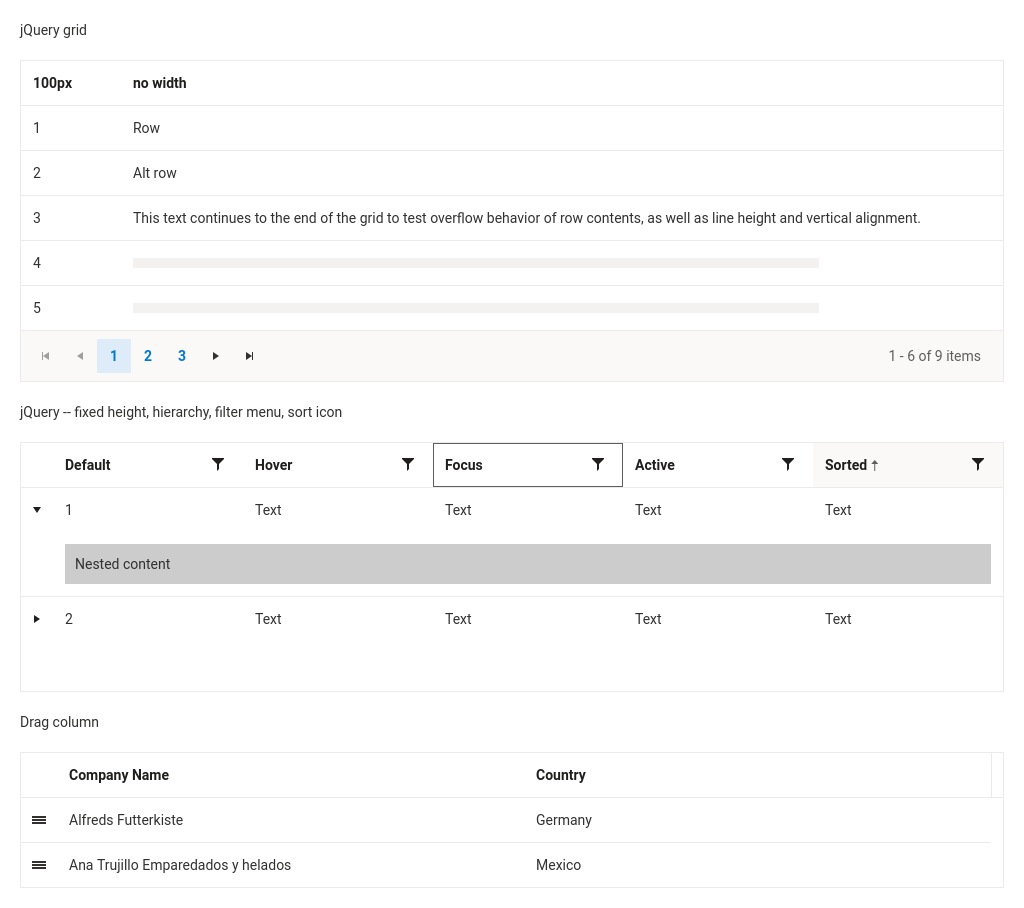 jQuery grid
100px no width
1 Row
2 Alt row
3 This text continues to the end of the grid to test overflow behavior of row contents, as well as line height and vertical alignment.
4
5
1 2 3 1 - 6 of 9 items
jQuery -- fixed height, hierarchy, filter menu, sort icon
Default Hover Focus Active Sorted
1 Text Text Text Text
Nested content
2 Text Text Text Text
Drag column
Company Name Country
Alfreds Futterkiste Germany
Ana Trujillo Emparedados y helados Mexico